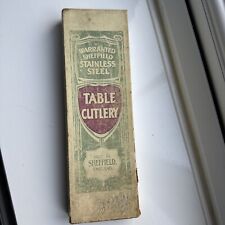 WARRANTED
SHEFFIELD
STAINLESS
STEEL
TABLE
CUTLERY
SHEFFIELD,
ENGLAND.